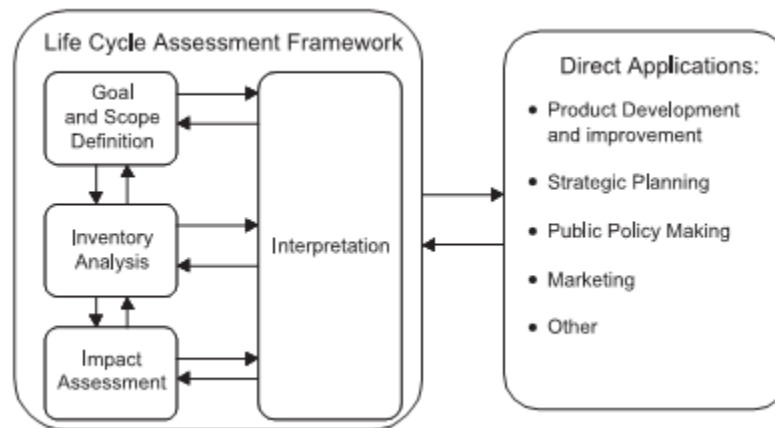 Life Cycle Assessment Framework
Goal
and Scope
Definition
Inventory
Analysis
Impact
Assessment
Interpretation
Direct Applications:
• Product Development
and improvement
• Strategic Planning
• Public Policy Making
• Marketing
• Other